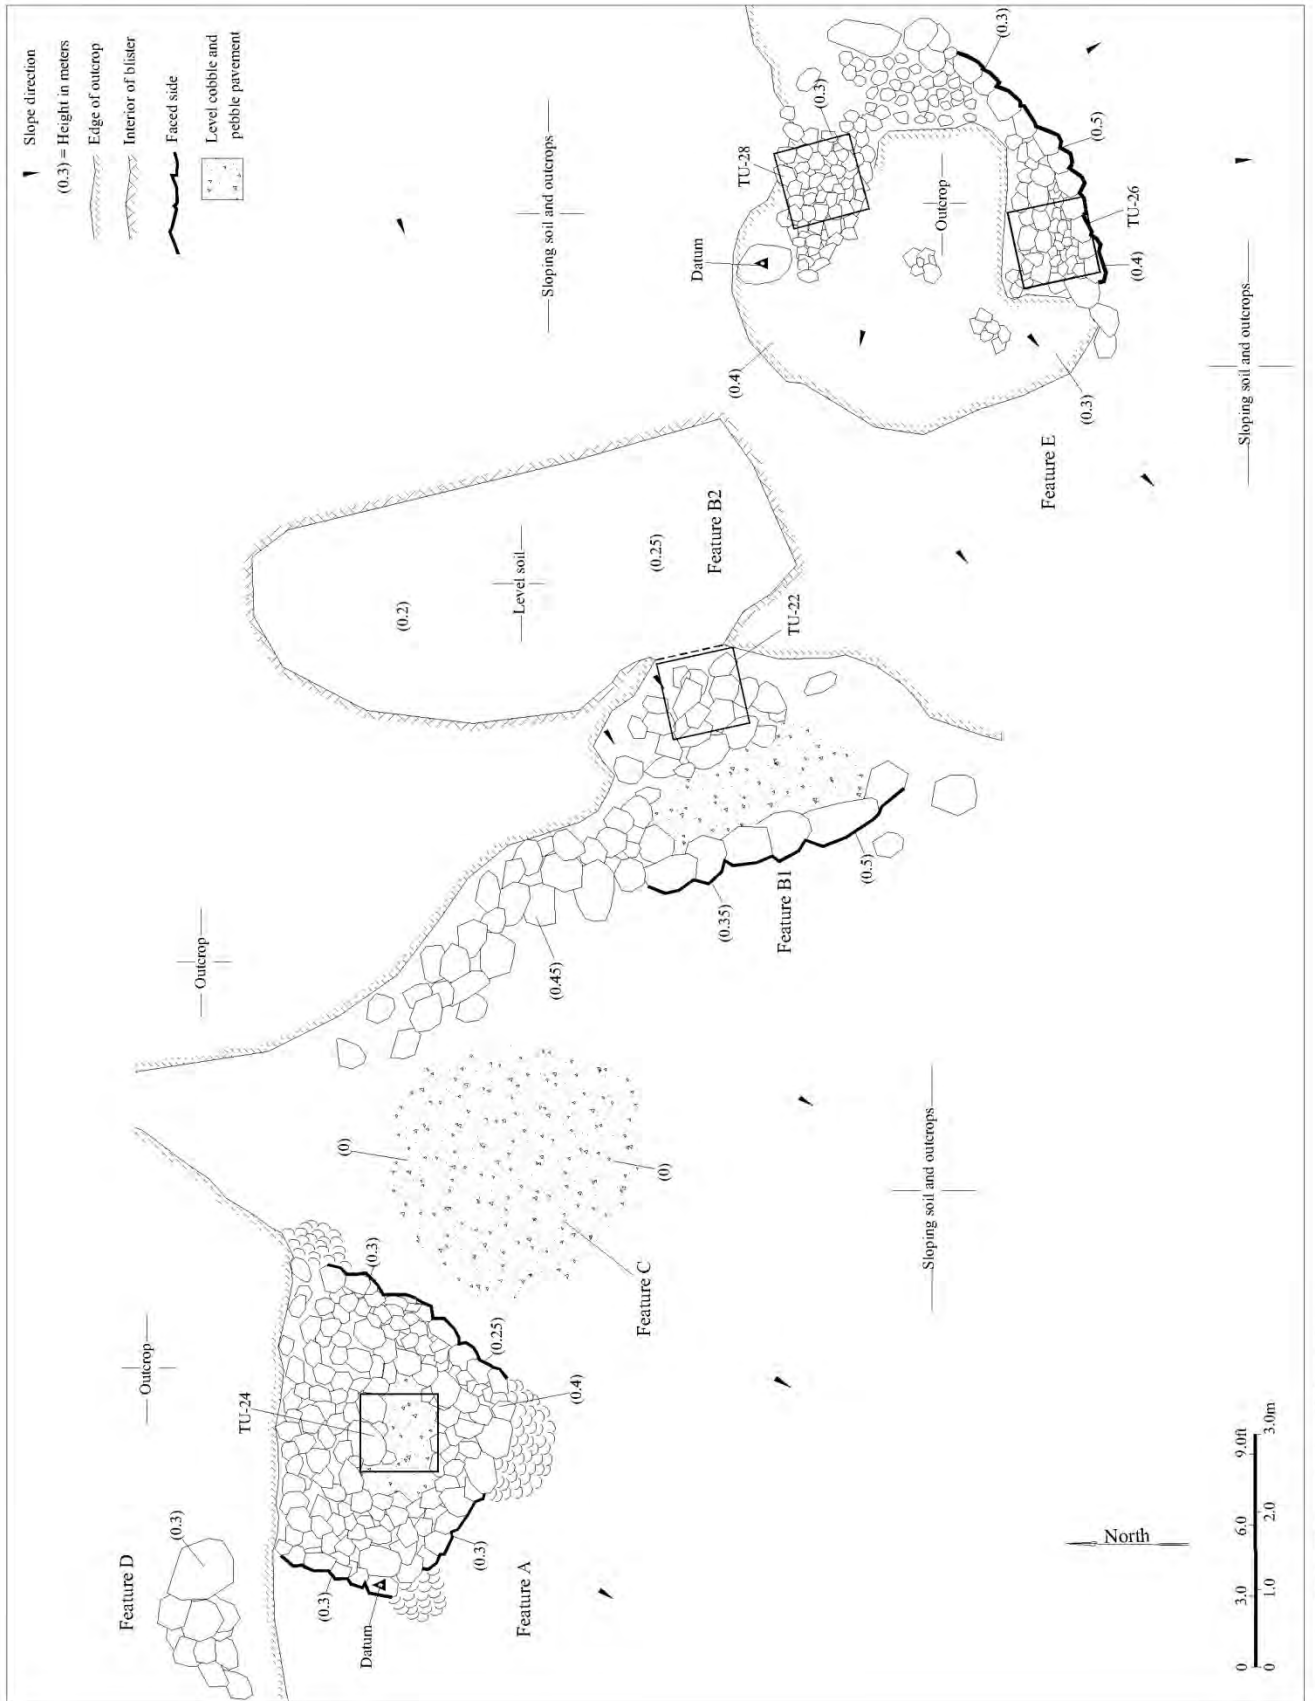 Slope direction
(0.3) = Height in meters
Edge of outcrop
Interior of blister
Faced side
Level cobble and
pebble pavement
Feature D
(0.3)
Outcrop
TU-24
(0.3)
Datum
(0.3)
Feature A
(0.3)
(0.25)
(0.4)
(0)
(0)
Feature C
Outcrop
(0.45)
(0.35)
Feature B1
(0.5)
(0.2)
Level soil
(0.25)
Feature B2
TU-22
Sloping soil and outcrops
Datum
TU-28
(0.3)
(0.3)
(0.5)
Outcrop
TU-26
(0.4)
(0.4)
(0.3)
Feature E
Sloping soil and outcrops
Sloping soil and outcrops
North
0 3.0 6.0 9.0ft
0 1.0 2.0 3.0m